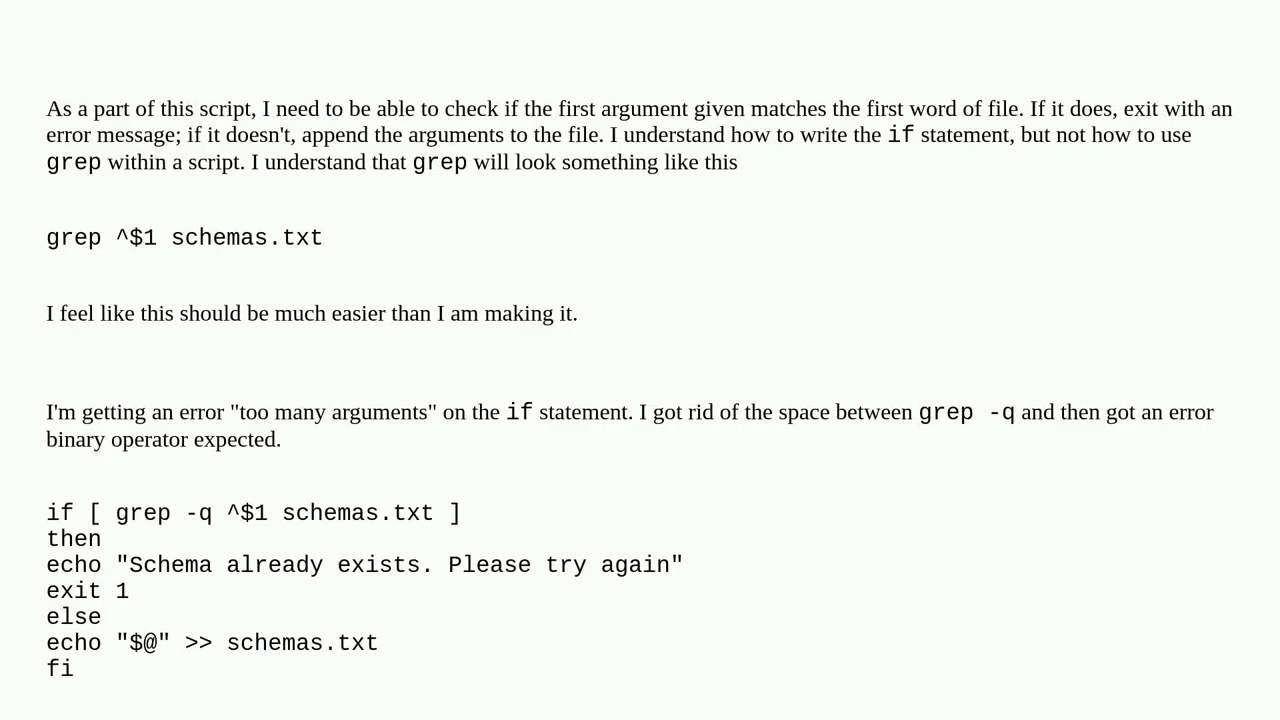 As a part of this script, I need to be able to check if the first argument given matches the first word of file. If it does, exit with an
error message; if it doesn't, append the arguments to the file. I understand how to write the if statement, but not how to use
grep within a script. I understand that grep will look something like this
grep ^$1 schemas.txt
I feel like this should be much easier than I am making it.
I'm getting an error "too many arguments" on the if statement. I got rid of the space between grep -q and then got an error
binary operator expected.
if [ grep -q ^$1 schemas.txt ]
then
echo "Schema already exists. Please try again"
exit 1
else
echo "$@" >> schemas.txt
fi